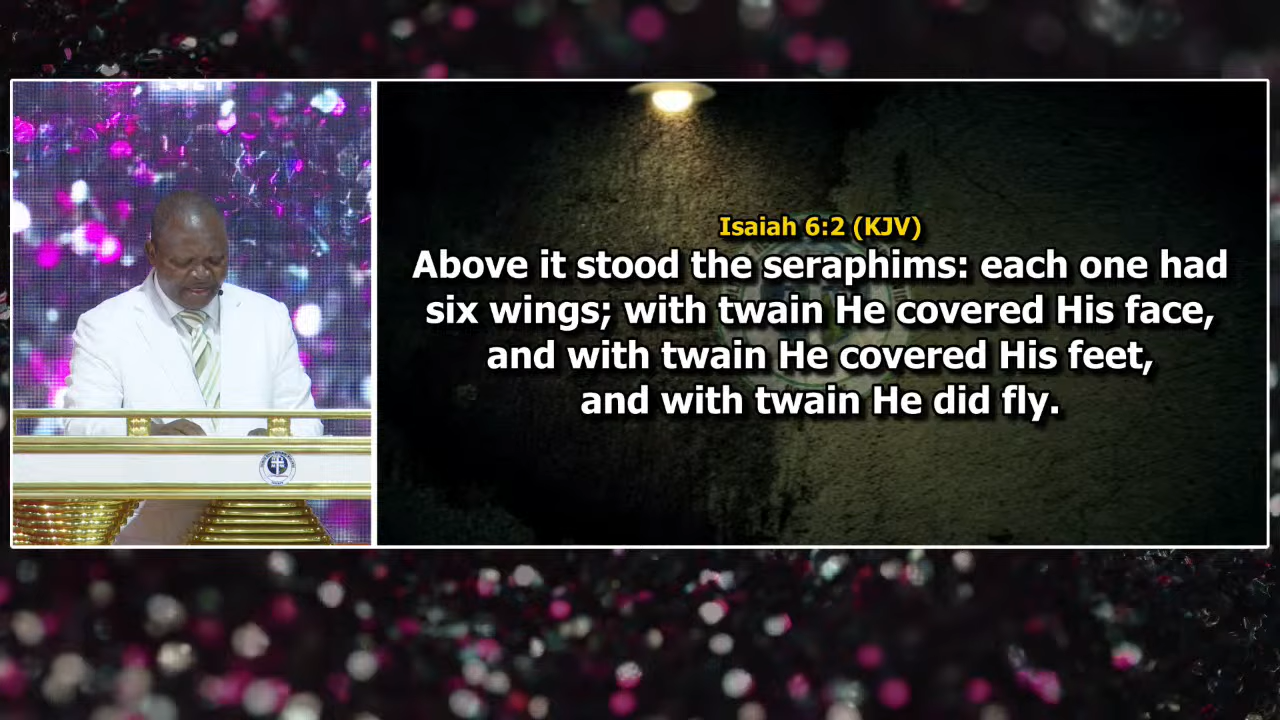 Isaiah 6:2 (KJV)
Above it stood the seraphims: each one had
six wings; with twain He covered His face,
and with twain He covered His feet,
and with twain He did fly.